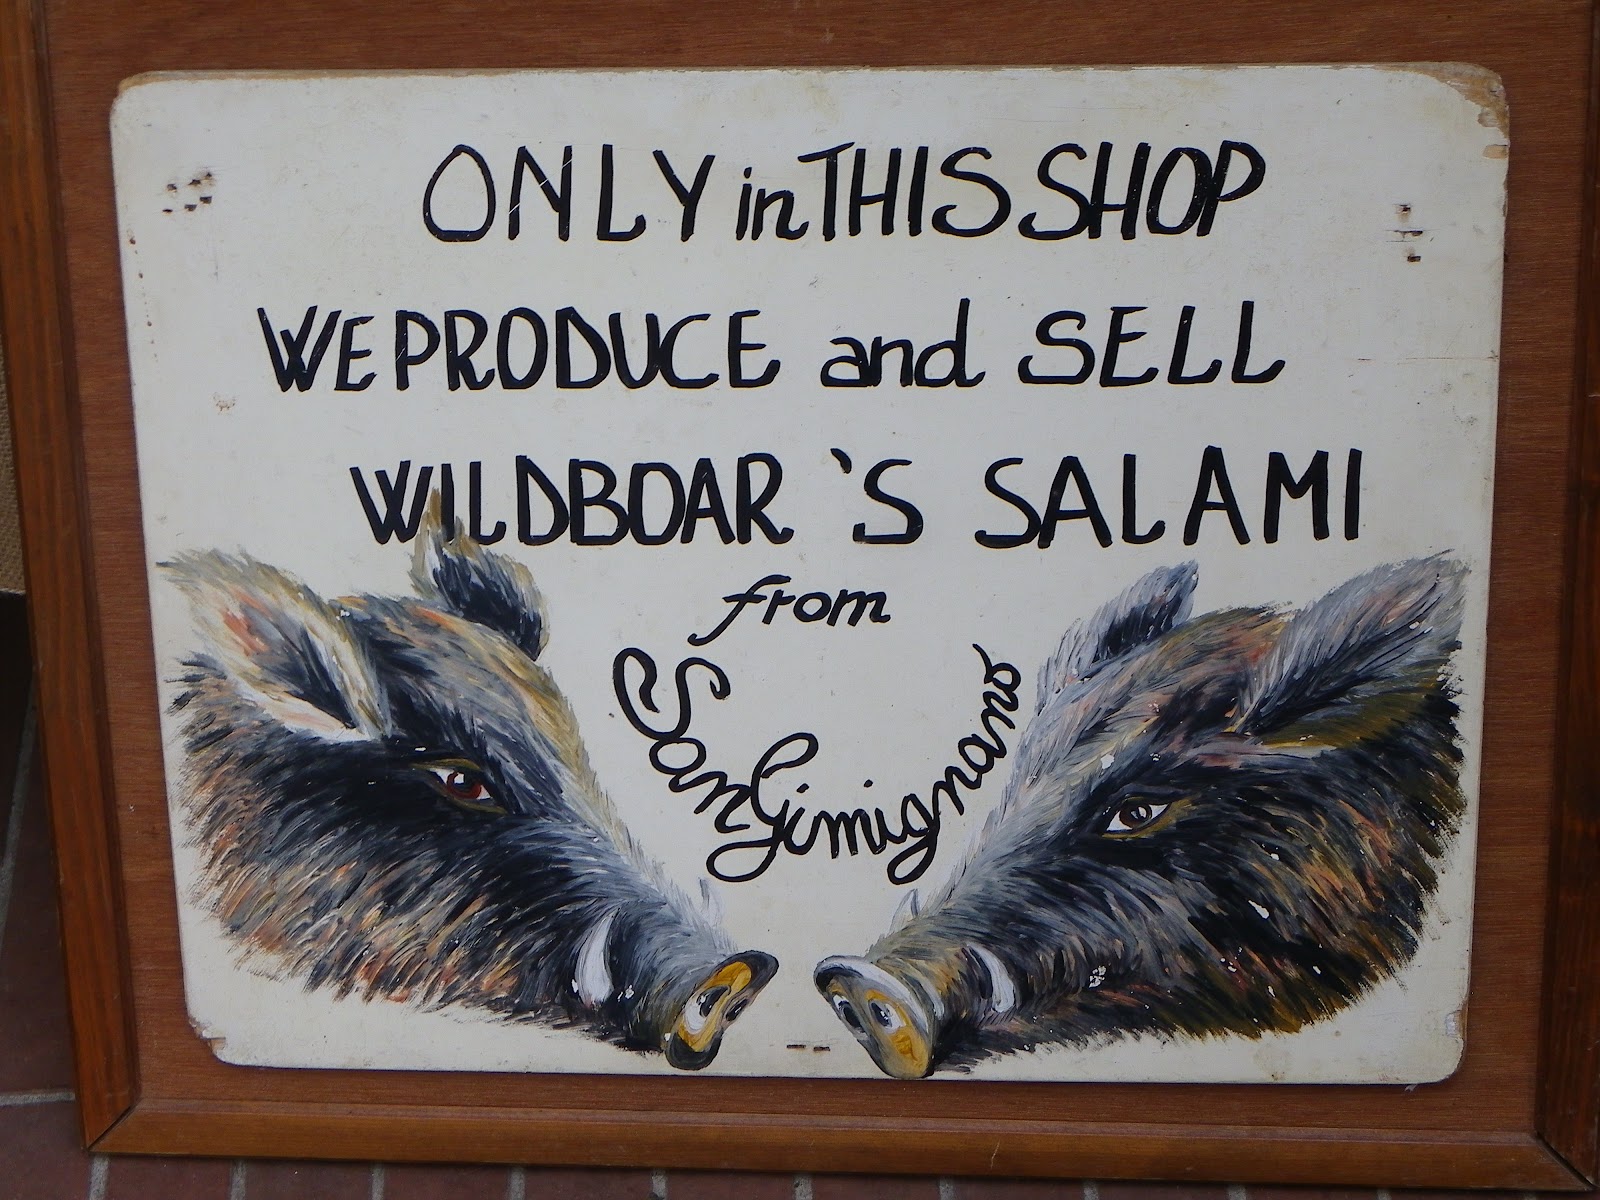 ONLY in THIS SHOP
WE PRODUCE and SELL
WILDBOAR 'S SALAMI
from
San Gimignano